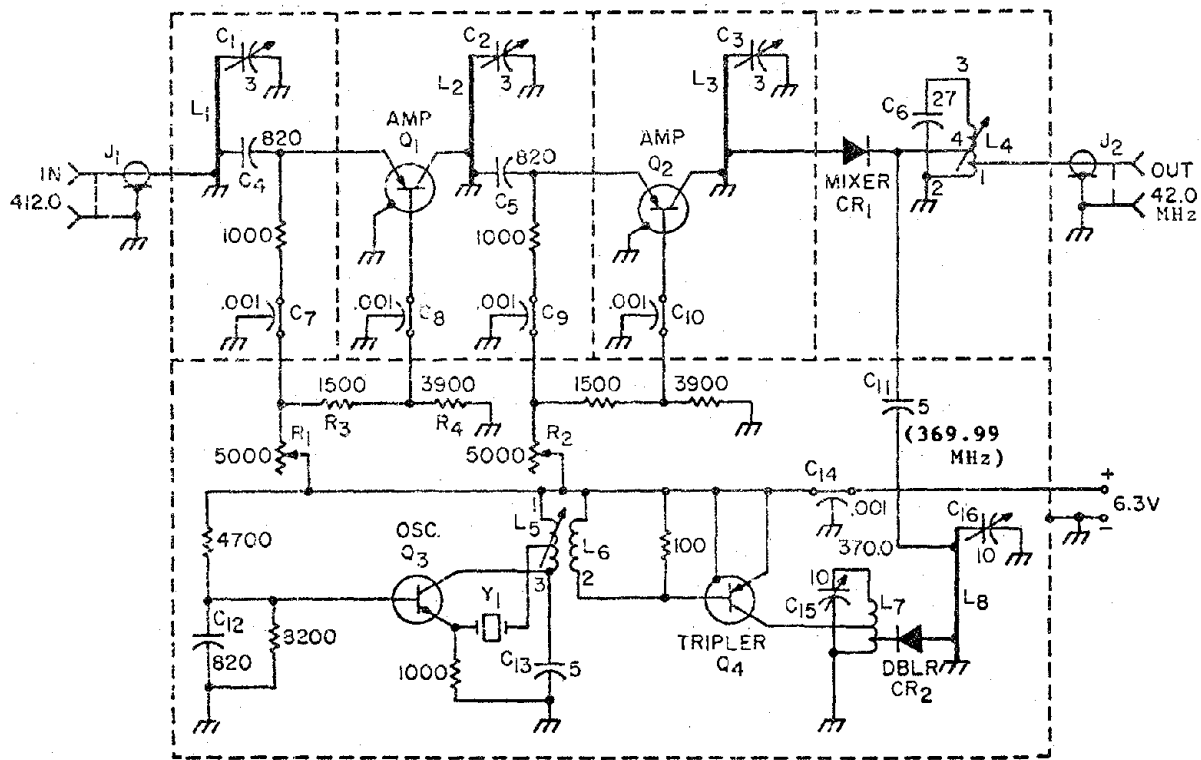 C1
3
L1
820
C4
J1
IN
412.0
1000
.001
C7
AMP
Q1
C2
3
L2
820
C5
1000
.001
C8
.001
C9
AMP
Q2
C3
3
L3
.001
C10
MIXER
CR1
C6
27
3
4
L4
2
1
J2
OUT
42.0
MHz
1500
R3
3900
R4
1500
3900
C11
5
(369.99
MHz)
R1
5000
R2
5000
C14
.001
+
6.3V
–
4700
OSC.
Q3
1
L5
3
L6
2
100
370.0
C16
10
C12
820
Y1
1000
C13
5
TRIPLER
Q4
10
C15
L7
L8
DBLR
CR2